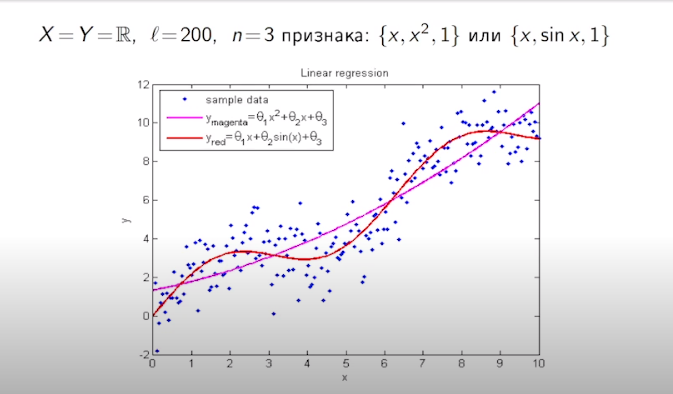 X = Y = ℝ, ℓ = 200, n = 3 признака: {x, x², 1} или {x, sin x, 1}
Linear regression
sample data
y_magenta=θ₁x²+θ₂x+θ₃
y_red=θ₁x+θ₂sin(x)+θ₃
12
10
8
6
4
2
0
-2
y
0 1 2 3 4 5 6 7 8 9 10
x